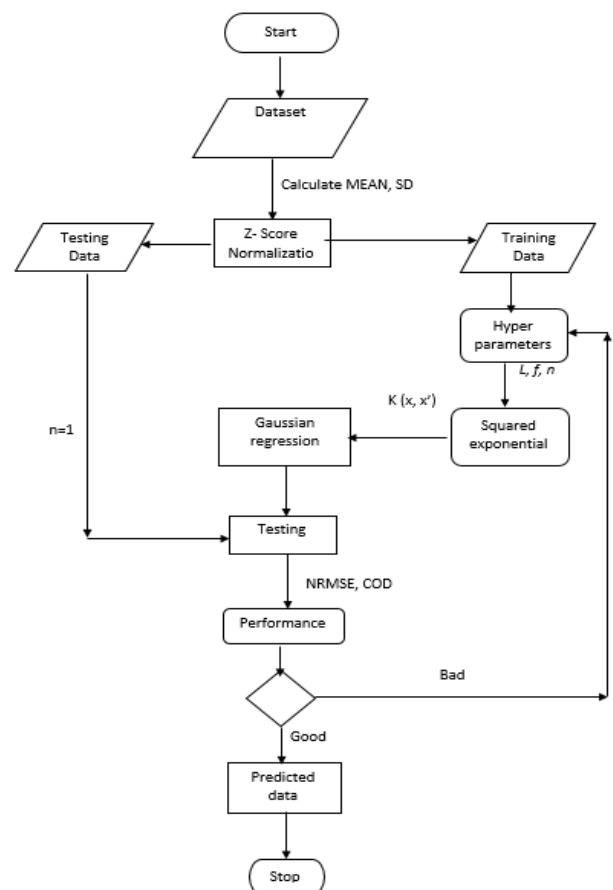 Start
Dataset
Calculate MEAN, SD
Testing
Data
Z- Score
Normalizatio
Training
Data
Hyper
parameters
L, f, n
K (x, x')
Gaussian
regression
Squared
exponential
n=1
Testing
NRMSE, COD
Performance
Bad
Good
Predicted
data
Stop